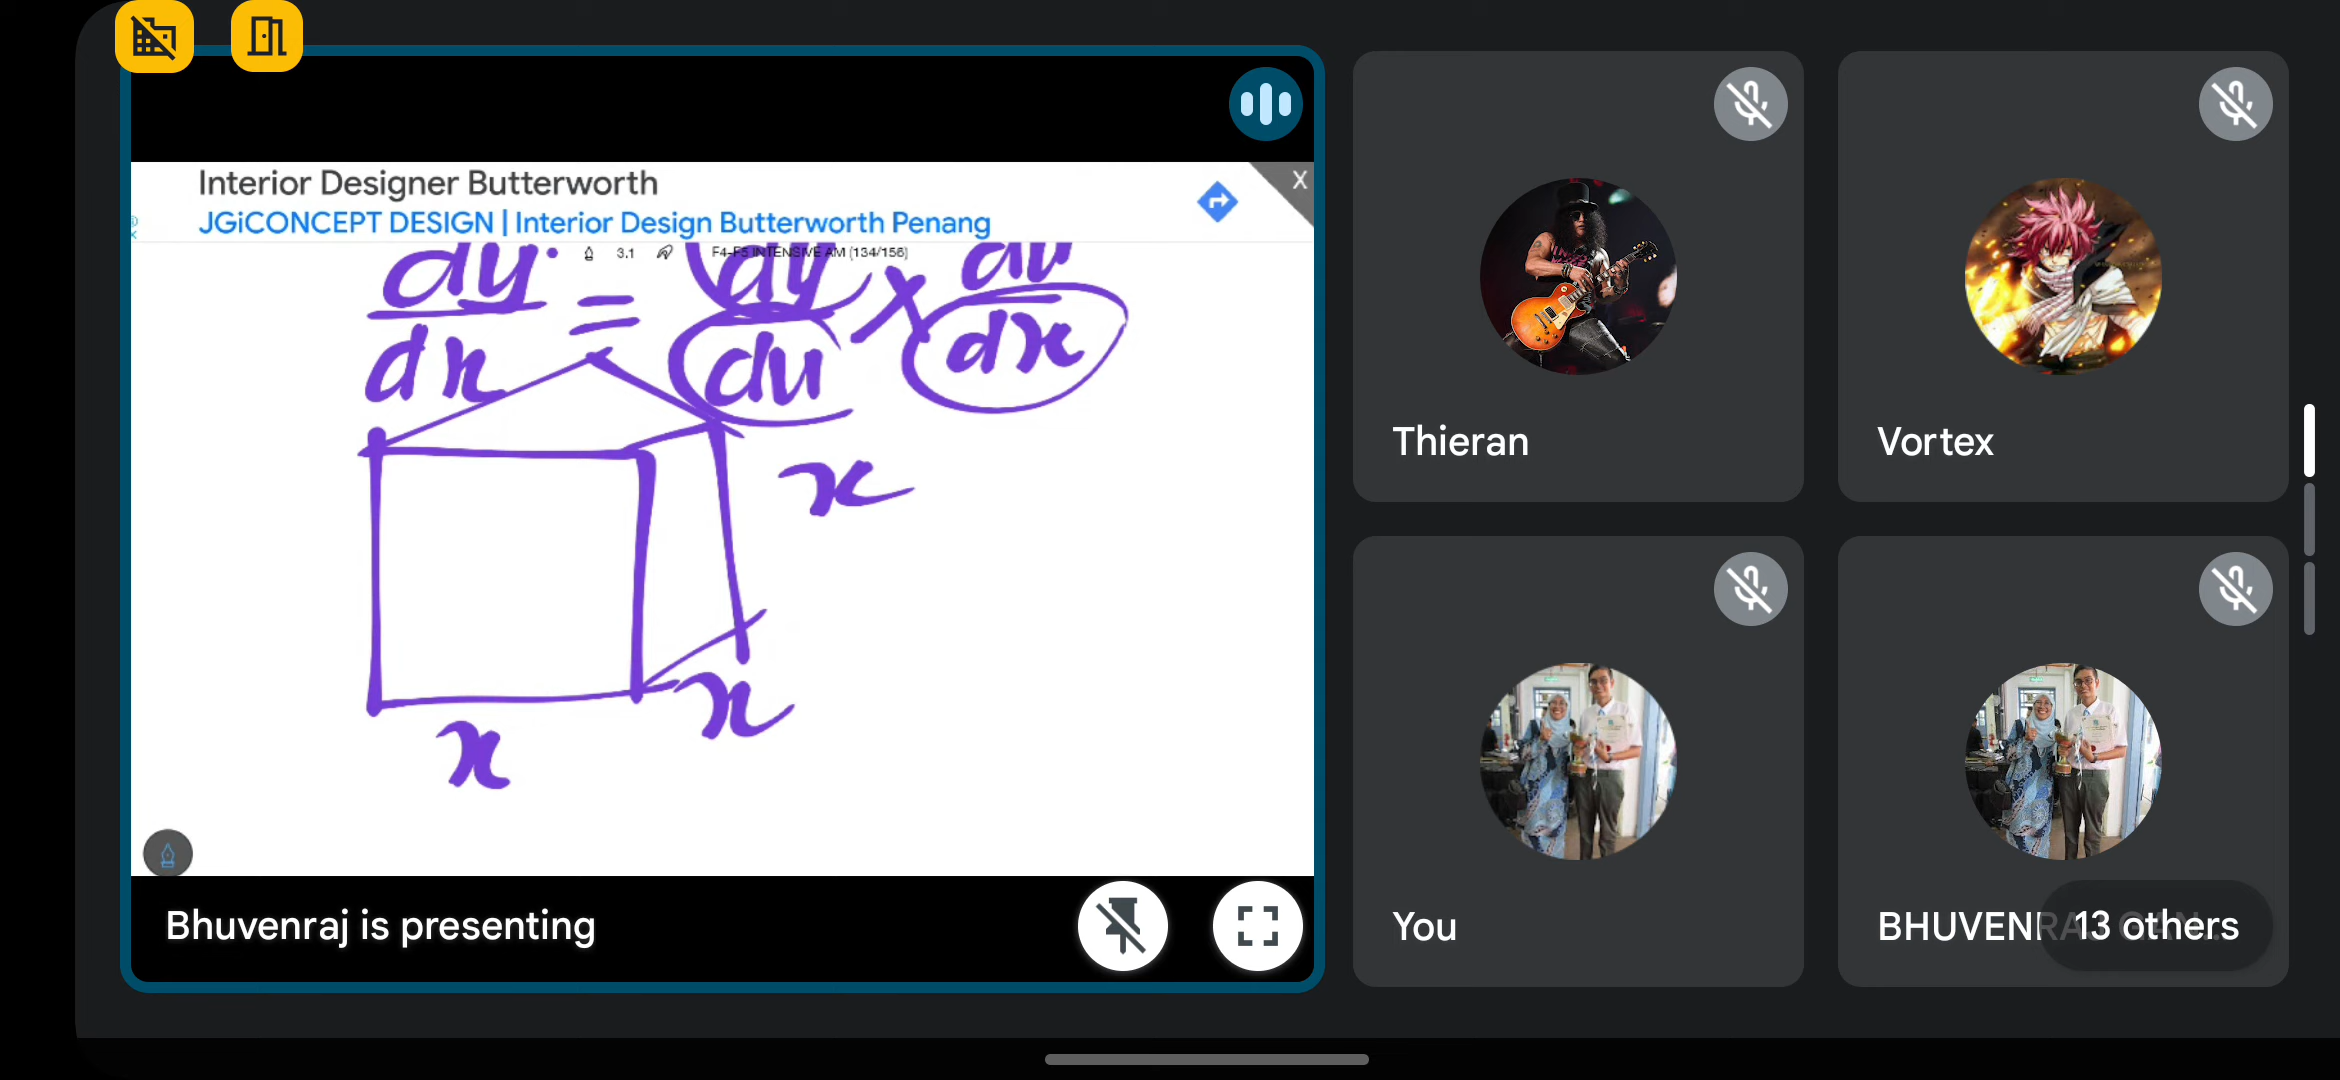 Interior Designer Butterworth
X
JGiCONCEPT DESIGN | Interior Design Butterworth Penang
3.1 F4-F5 INTENSIVE AM (134/156)
dy = dy × du
dx du dx
x
x
x
Bhuvenraj is presenting
Thieran
Vortex
You
BHUVENRA
13 others